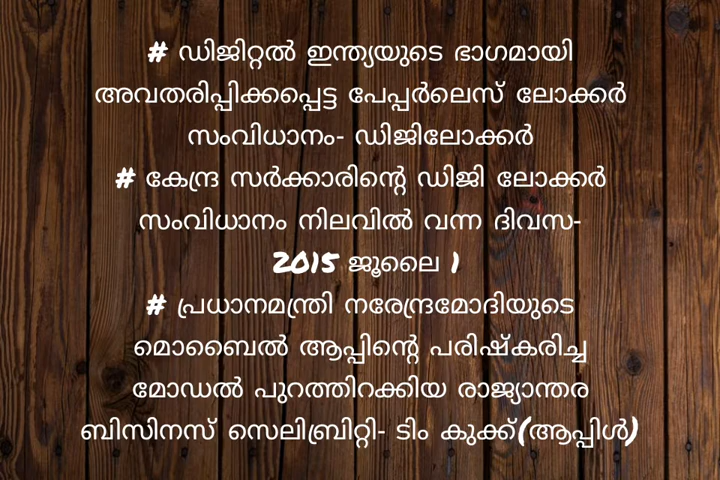 # ഡിജിറ്റൽ ഇന്ത്യയുടെ ഭാഗമായി
അവതരിപ്പിക്കപ്പെട്ട പേപ്പർലെസ് ലോക്കർ
സംവിധാനം- ഡിജിലോക്കർ
# കേന്ദ്ര സർക്കാരിന്റെ ഡിജി ലോക്കർ
സംവിധാനം നിലവിൽ വന്ന ദിവസ-
2015 ജൂലൈ 1
# പ്രധാനമന്ത്രി നരേന്ദ്രമോദിയുടെ
മൊബൈൽ ആപ്പിന്റെ പരിഷ്കരിച്ച
മോഡൽ പുറത്തിറക്കിയ രാജ്യാന്തര
ബിസിനസ് സെലിബ്രിറ്റി- ടിം കുക്ക്(ആപ്പിൾ)